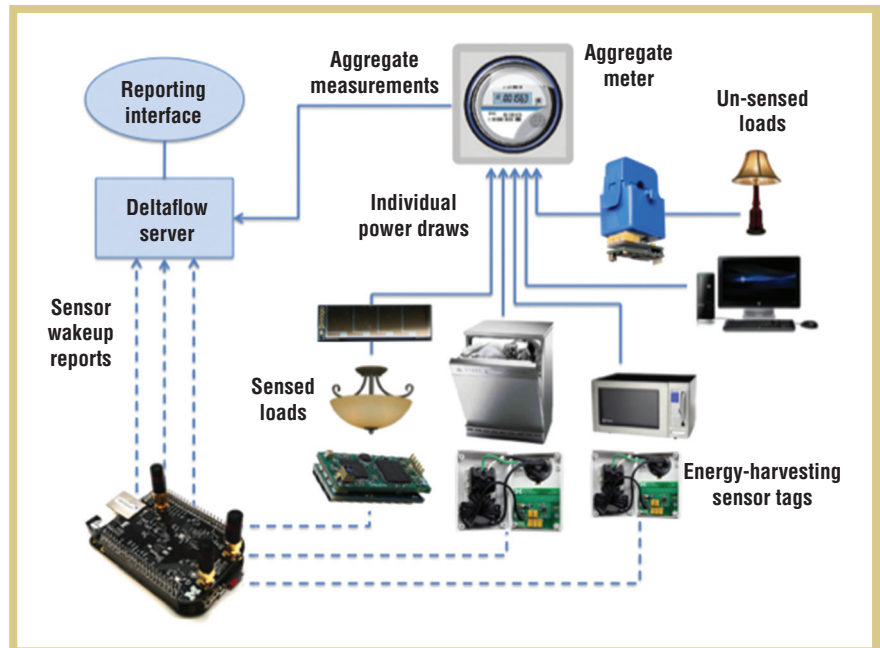 Aggregate
measurements
Aggregate
meter
Reporting
interface
Un-sensed
loads
Deltaflow
server
Individual
power draws
Sensor
wakeup
reports
Sensed
loads
Energy-harvesting
sensor tags